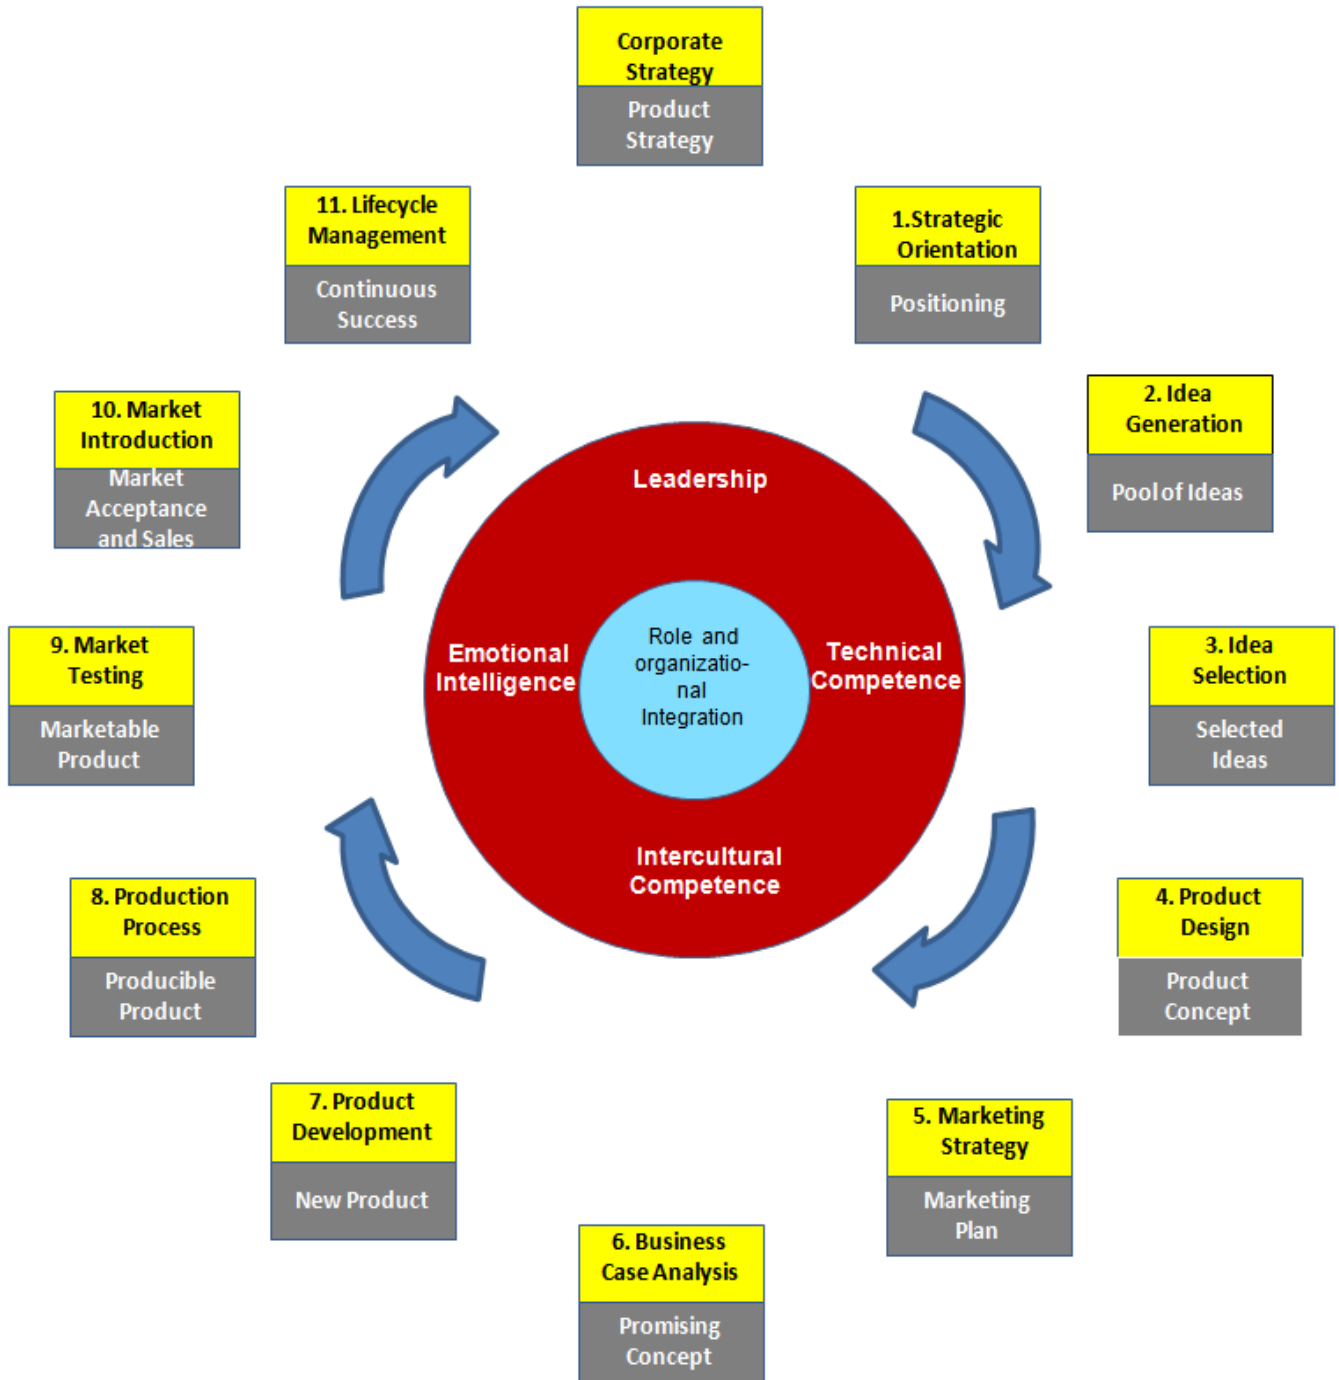 Corporate
Strategy
Product
Strategy
1.Strategic
Orientation
Positioning
2. Idea
Generation
Pool of Ideas
3. Idea
Selection
Selected
Ideas
4. Product
Design
Product
Concept
5. Marketing
Strategy
Marketing
Plan
6. Business
Case Analysis
Promising
Concept
7. Product
Development
New Product
8. Production
Process
Producible
Product
9. Market
Testing
Marketable
Product
10. Market
Introduction
Market
Acceptance
and Sales
11. Lifecycle
Management
Continuous
Success
Leadership
Emotional
Intelligence
Role and
organizatio-
nal
Integration
Technical
Competence
Intercultural
Competence